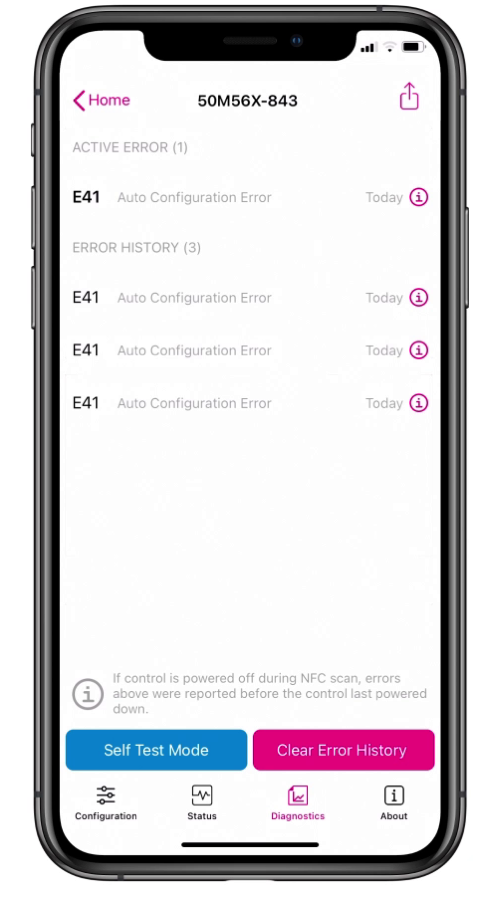 Home
50M56X-843
ACTIVE ERROR (1)
E41 Auto Configuration Error Today
ERROR HISTORY (3)
E41 Auto Configuration Error Today
E41 Auto Configuration Error Today
E41 Auto Configuration Error Today
If control is powered off during NFC scan, errors
above were reported before the control last powered
down.
Self Test Mode
Clear Error History
Configuration
Status
Diagnostics
About